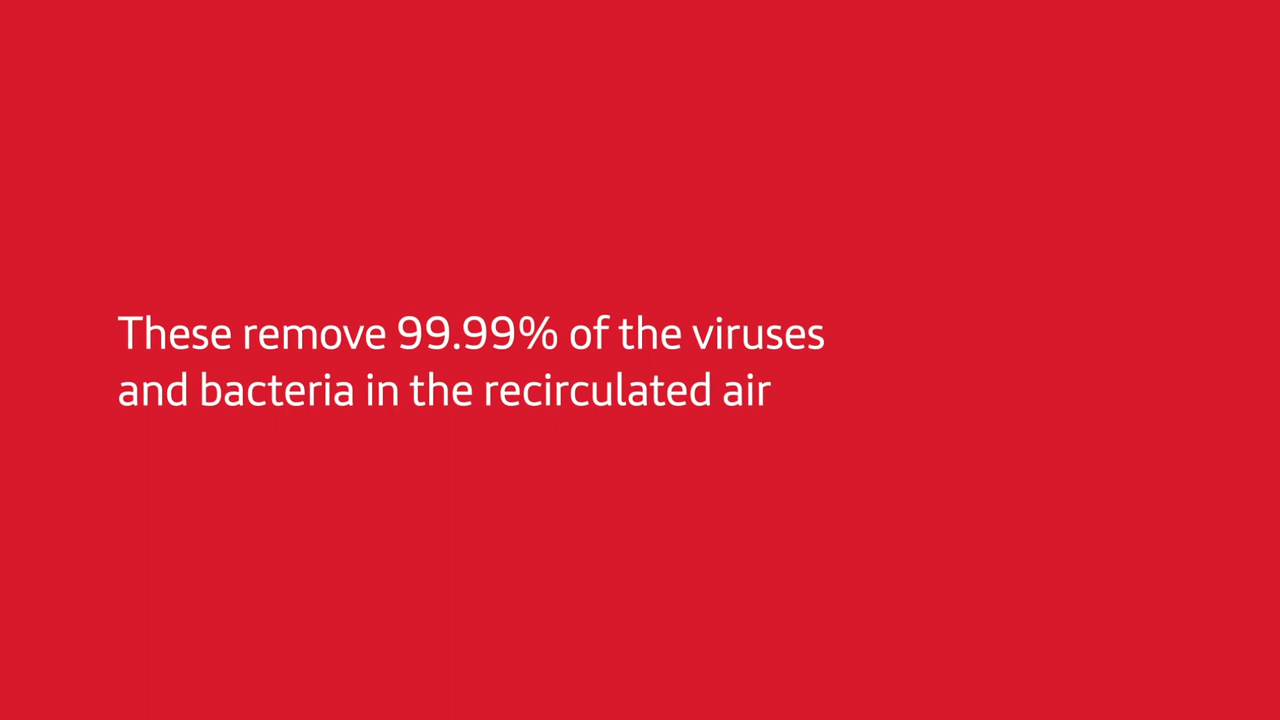 These remove 99.99% of the viruses
and bacteria in the recirculated air